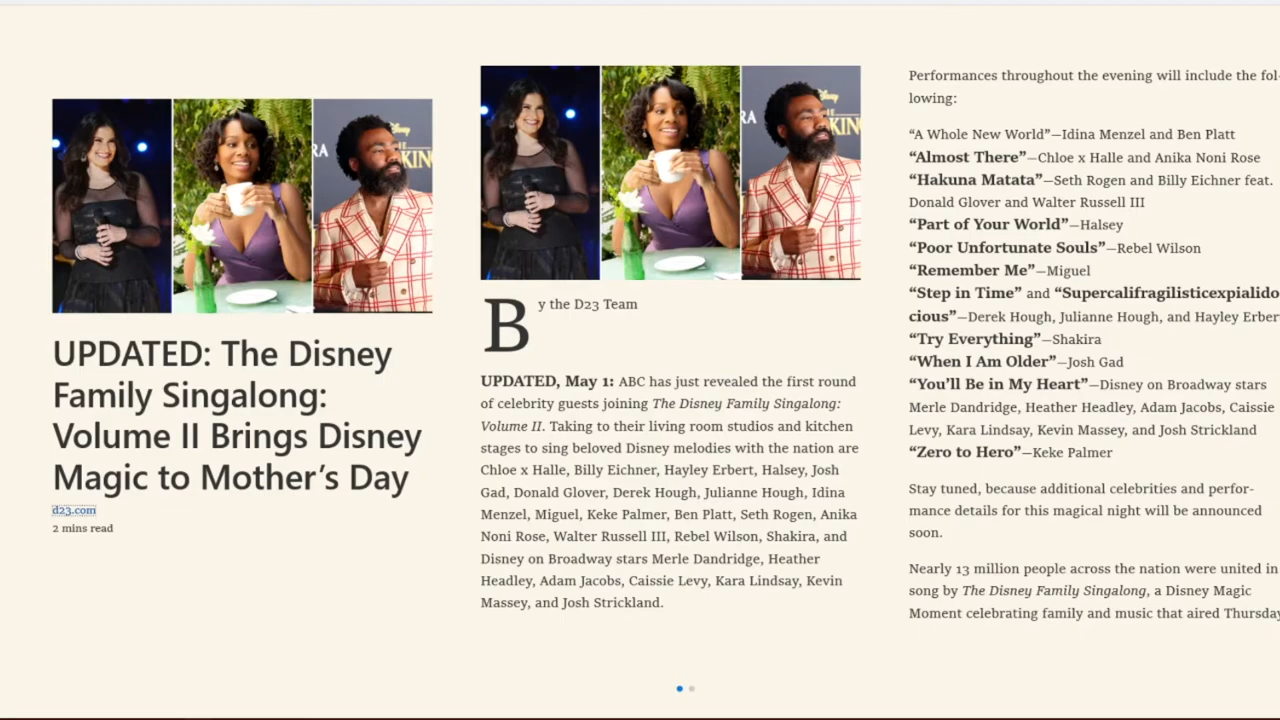 UPDATED: The Disney
Family Singalong:
Volume II Brings Disney
Magic to Mother’s Day
d23.com
2 mins read
RA
Disney
KING
By the D23 Team
UPDATED, May 1: ABC has just revealed the first round
of celebrity guests joining The Disney Family Singalong:
Volume II. Taking to their living room studios and kitchen
stages to sing beloved Disney melodies with the nation are
Chloe x Halle, Billy Eichner, Hayley Erbert, Halsey, Josh
Gad, Donald Glover, Derek Hough, Julianne Hough, Idina
Menzel, Miguel, Keke Palmer, Ben Platt, Seth Rogen, Anika
Noni Rose, Walter Russell III, Rebel Wilson, Shakira, and
Disney on Broadway stars Merle Dandridge, Heather
Headley, Adam Jacobs, Caissie Levy, Kara Lindsay, Kevin
Massey, and Josh Strickland.
Performances throughout the evening will include the fol-
lowing:
“A Whole New World”—Idina Menzel and Ben Platt
“Almost There”—Chloe x Halle and Anika Noni Rose
“Hakuna Matata”—Seth Rogen and Billy Eichner feat.
Donald Glover and Walter Russell III
“Part of Your World”—Halsey
“Poor Unfortunate Souls”—Rebel Wilson
“Remember Me”—Miguel
“Step in Time” and “Supercalifragilisticexpialido
cious”—Derek Hough, Julianne Hough, and Hayley Erber
“Try Everything”—Shakira
“When I Am Older”—Josh Gad
“You’ll Be in My Heart”—Disney on Broadway stars
Merle Dandridge, Heather Headley, Adam Jacobs, Caissie
Levy, Kara Lindsay, Kevin Massey, and Josh Strickland
“Zero to Hero”—Keke Palmer
Stay tuned, because additional celebrities and perfor-
mance details for this magical night will be announced
soon.
Nearly 13 million people across the nation were united in
song by The Disney Family Singalong, a Disney Magic
Moment celebrating family and music that aired Thursday